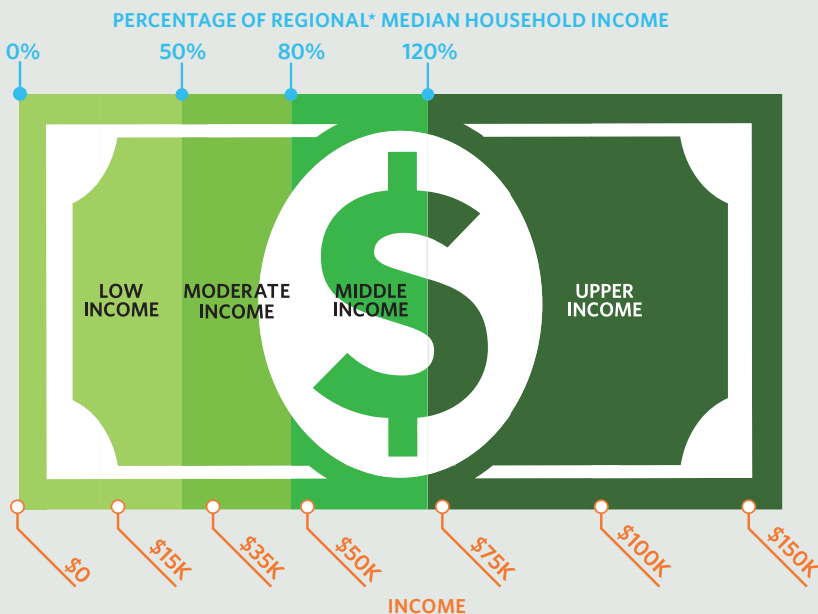 PERCENTAGE OF REGIONAL* MEDIAN HOUSEHOLD INCOME
0% 50% 80% 120%
LOW
INCOME
MODERATE
INCOME
MIDDLE
INCOME
UPPER
INCOME
$0 $15K $35K $50K $75K $100K $150K
INCOME